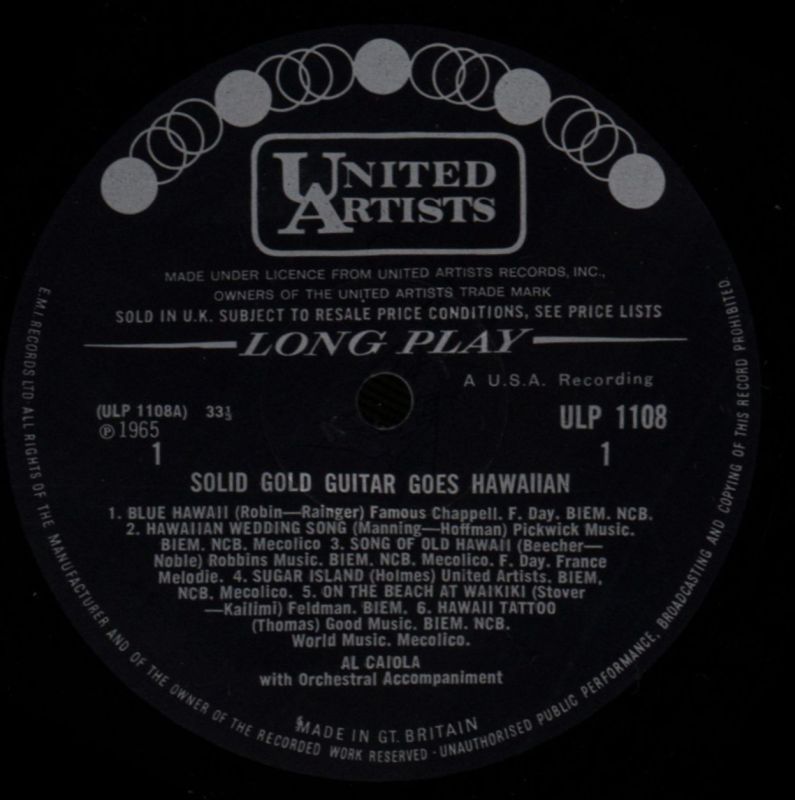 UNITED
ARTISTS
MADE UNDER LICENCE FROM UNITED ARTISTS RECORDS, INC.,
OWNERS OF THE UNITED ARTISTS TRADE MARK
SOLD IN U.K. SUBJECT TO RESALE PRICE CONDITIONS, SEE PRICE LISTS
LONG PLAY
A U.S.A. Recording
(ULP 1108A) 33⅓
ULP 1108
℗ 1965
1
1
SOLID GOLD GUITAR GOES HAWAIIAN
1. BLUE HAWAII (Robin—Rainger) Famous Chappell. F. Day. BIEM. NCB.
2. HAWAIIAN WEDDING SONG (Manning—Hoffman) Pickwick Music.
BIEM. NCB. Mecolico 3. SONG OF OLD HAWAII (Beecher—
Noble) Robbins Music. BIEM. NCB. Mecolico. F. Day. France
Melodie. 4. SUGAR ISLAND (Holmes) United Artists. BIEM.
NCB. Mecolico. 5. ON THE BEACH AT WAIKIKI (Stover
—Kailimi) Feldman. BIEM. 6. HAWAII TATTOO
(Thomas) Good Music. BIEM. NCB.
World Music. Mecolico.
AL CAIOLA
with Orchestral Accompaniment
MADE IN GT. BRITAIN
E.M.I. RECORDS LTD ALL RIGHTS OF THE MANUFACTURER AND OF THE OWNER OF THE RECORDED WORK RESERVED · UNAUTHORISED PUBLIC PERFORMANCE, BROADCASTING AND COPYING OF THIS RECORD PROHIBITED.